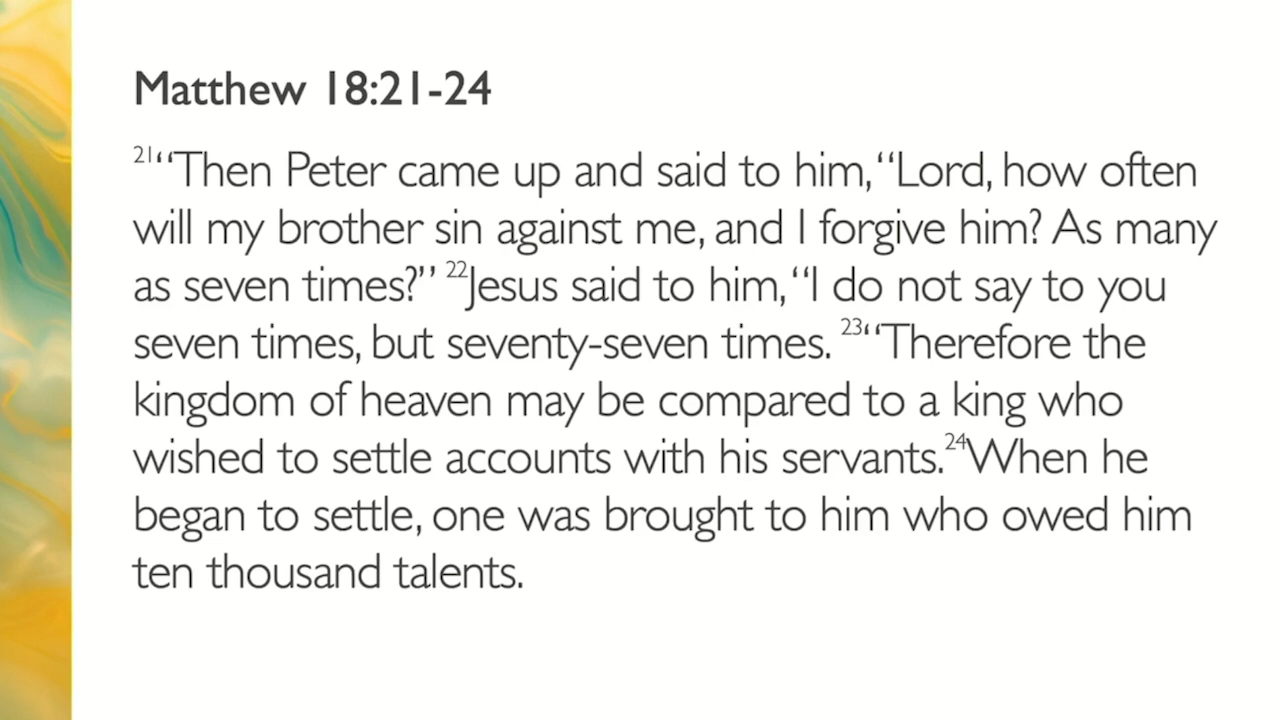 Matthew 18:21-24
21“Then Peter came up and said to him, “Lord, how often
will my brother sin against me, and I forgive him? As many
as seven times?” 22Jesus said to him, “I do not say to you
seven times, but seventy-seven times. 23“Therefore the
kingdom of heaven may be compared to a king who
wished to settle accounts with his servants.24When he
began to settle, one was brought to him who owed him
ten thousand talents.